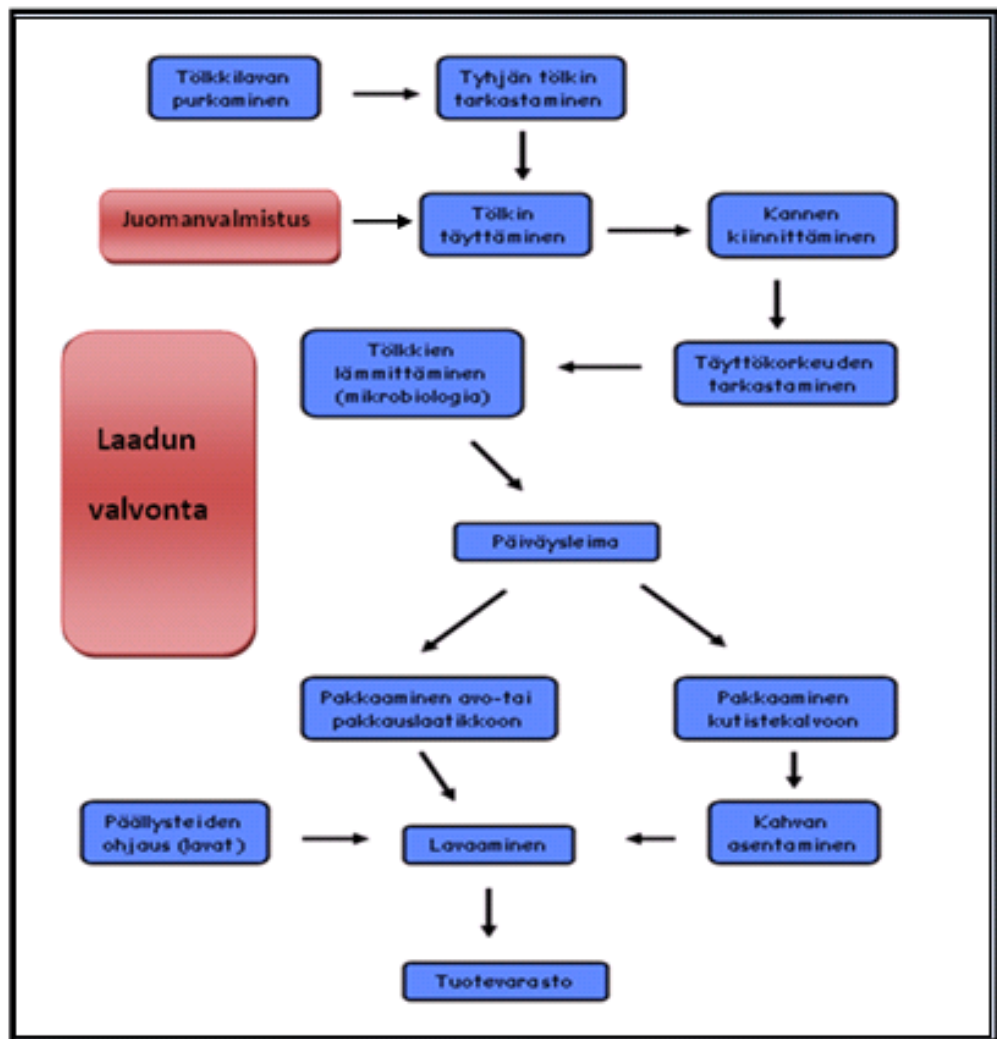 Tölkkilavan
purkaminen
Tyhjän tölkin
tarkastaminen
Juomanvalmistus
Tölkin
täyttäminen
Kannen
kiinnittäminen
Tölkkien
lämmittäminen
(mikrobiologia)
Täyttökorkeuden
tarkastaminen
Laadun
valvonta
Päiväysleima
Pakkaaminen avo-tai
pakkauslaatikkoon
Pakkaaminen
kutistekalvoon
Päällysteiden
ohjaus (lavat)
Lavaaminen
Kahvan
asentaminen
Tuotevarasto